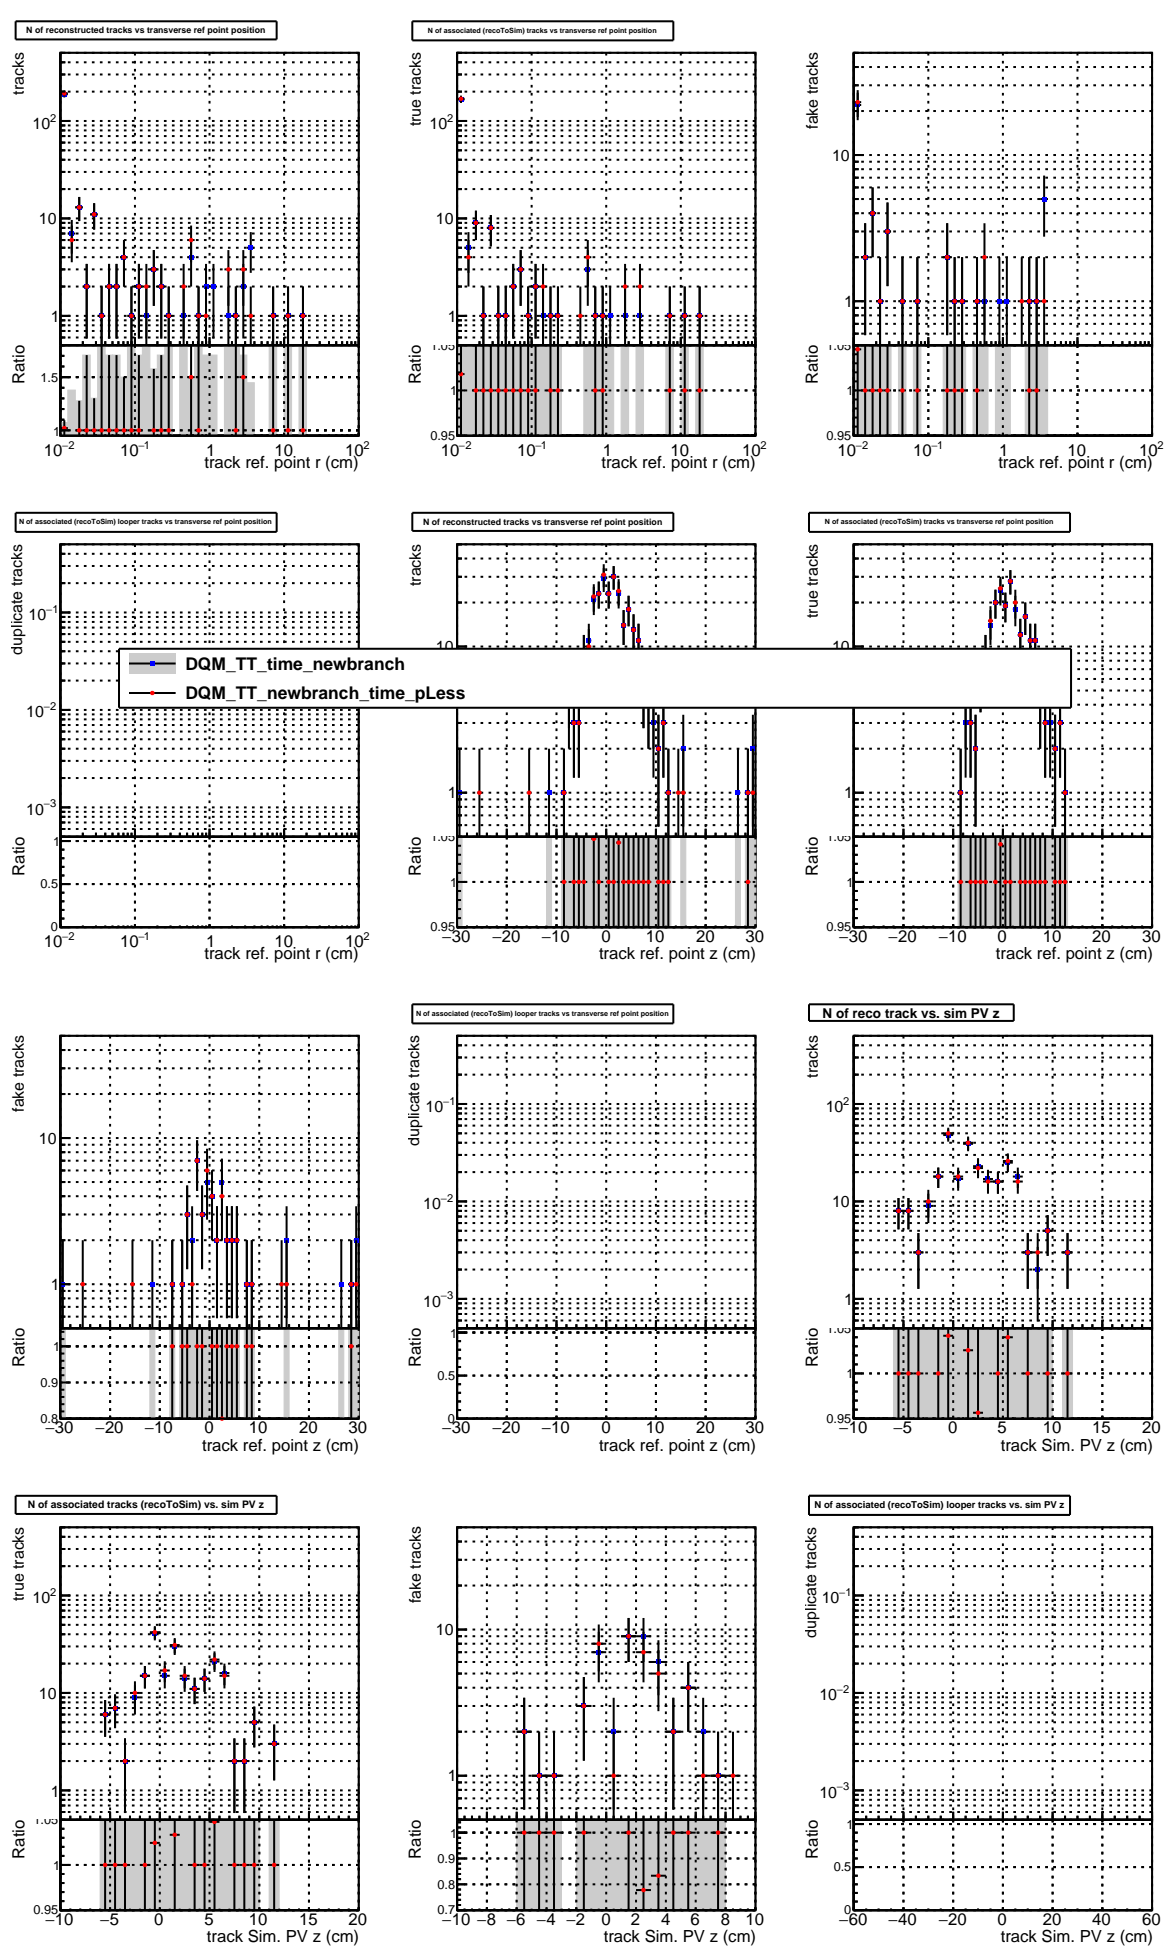 N of reconstructed tracks vs transverse ref point position
tracks
10²
10
1
Ratio
1.5
1
10⁻² 10⁻¹ 1 10 10²
track ref. point r (cm)
N of associated (recoToSim) tracks vs transverse ref point position
true tracks
10²
10
1
Ratio
1.05
1
0.95
10⁻² 10⁻¹ 1 10 10²
track ref. point r (cm)
fake tracks
10
1
Ratio
1.05
1
0.95
10⁻² 10⁻¹ 1 10 10²
track ref. point r (cm)
N of associated (recoToSim) looper tracks vs transverse ref point position
duplicate tracks
10⁻¹
10⁻²
10⁻³
Ratio
1
0.5
0
10⁻² 10⁻¹ 1 10 10²
track ref. point r (cm)
N of reconstructed tracks vs transverse ref point position
tracks
10
1
Ratio
1.05
1
0.95
−30 −20 −10 0 10 20 30
track ref. point z (cm)
N of associated (recoToSim) tracks vs transverse ref point position
true tracks
10
1
Ratio
1.05
1
0.95
−30 −20 −10 0 10 20 30
track ref. point z (cm)
DQM_TT_time_newbranch
DQM_TT_newbranch_time_pLess
fake tracks
10
1
Ratio
1
0.9
0.8
−30 −20 −10 0 10 20 30
track ref. point z (cm)
N of associated (recoToSim) looper tracks vs transverse ref point position
duplicate tracks
10⁻¹
10⁻²
10⁻³
Ratio
1
0.5
0
−30 −20 −10 0 10 20 30
track ref. point z (cm)
N of reco track vs. sim PV z
tracks
10²
10
1
Ratio
1.05
1
0.95
−10 −5 0 5 10 15 20
track Sim. PV z (cm)
N of associated tracks (recoToSim) vs. sim PV z
true tracks
10²
10
1
Ratio
1.05
1
0.95
−10 −5 0 5 10 15 20
track Sim. PV z (cm)
fake tracks
10
1
Ratio
1
0.9
0.8
0.7
−10 −8 −6 −4 −2 0 2 4 6 8 10
track Sim. PV z (cm)
N of associated (recoToSim) looper tracks vs. sim PV z
duplicate tracks
10⁻¹
10⁻²
10⁻³
Ratio
1
0.5
0
−60 −40 −20 0 20 40 60
track Sim. PV z (cm)